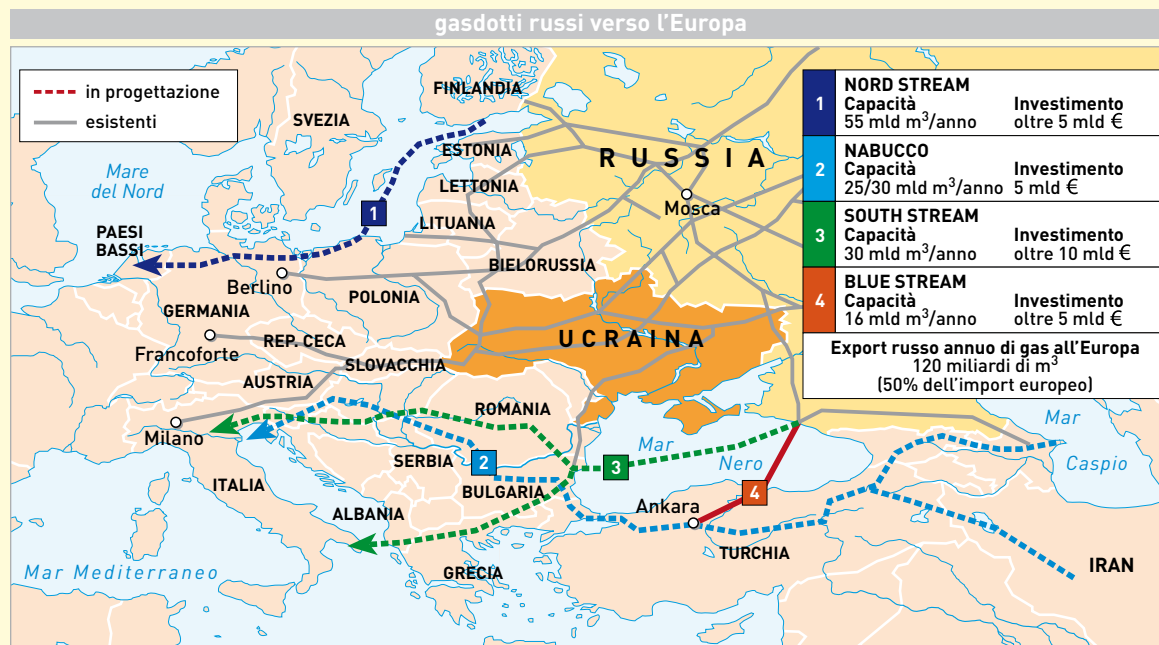 gasdotti russi verso l’Europa
in progettazione
esistenti
1
NORD STREAM
Capacità Investimento
55 mld m³/anno oltre 5 mld €
2
NABUCCO
Capacità Investimento
25/30 mld m³/anno 5 mld €
3
SOUTH STREAM
Capacità Investimento
30 mld m³/anno oltre 10 mld €
4
BLUE STREAM
Capacità Investimento
16 mld m³/anno oltre 5 mld €
Export russo annuo di gas all’Europa
120 miliardi di m³
(50% dell’import europeo)
FINLANDIA
SVEZIA
ESTONIA
RUSSIA
Mare
del Nord
LETTONIA
Mosca
1
LITUANIA
PAESI
BASSI
BIELORUSSIA
Berlino
POLONIA
GERMANIA
UCRAINA
REP. CECA
Francoforte
SLOVACCHIA
AUSTRIA
ROMANIA
Milano
Mar
Nero
Mar
Caspio
SERBIA
2
3
ITALIA
BULGARIA
4
Ankara
ALBANIA
TURCHIA
IRAN
Mar Mediterraneo
GRECIA